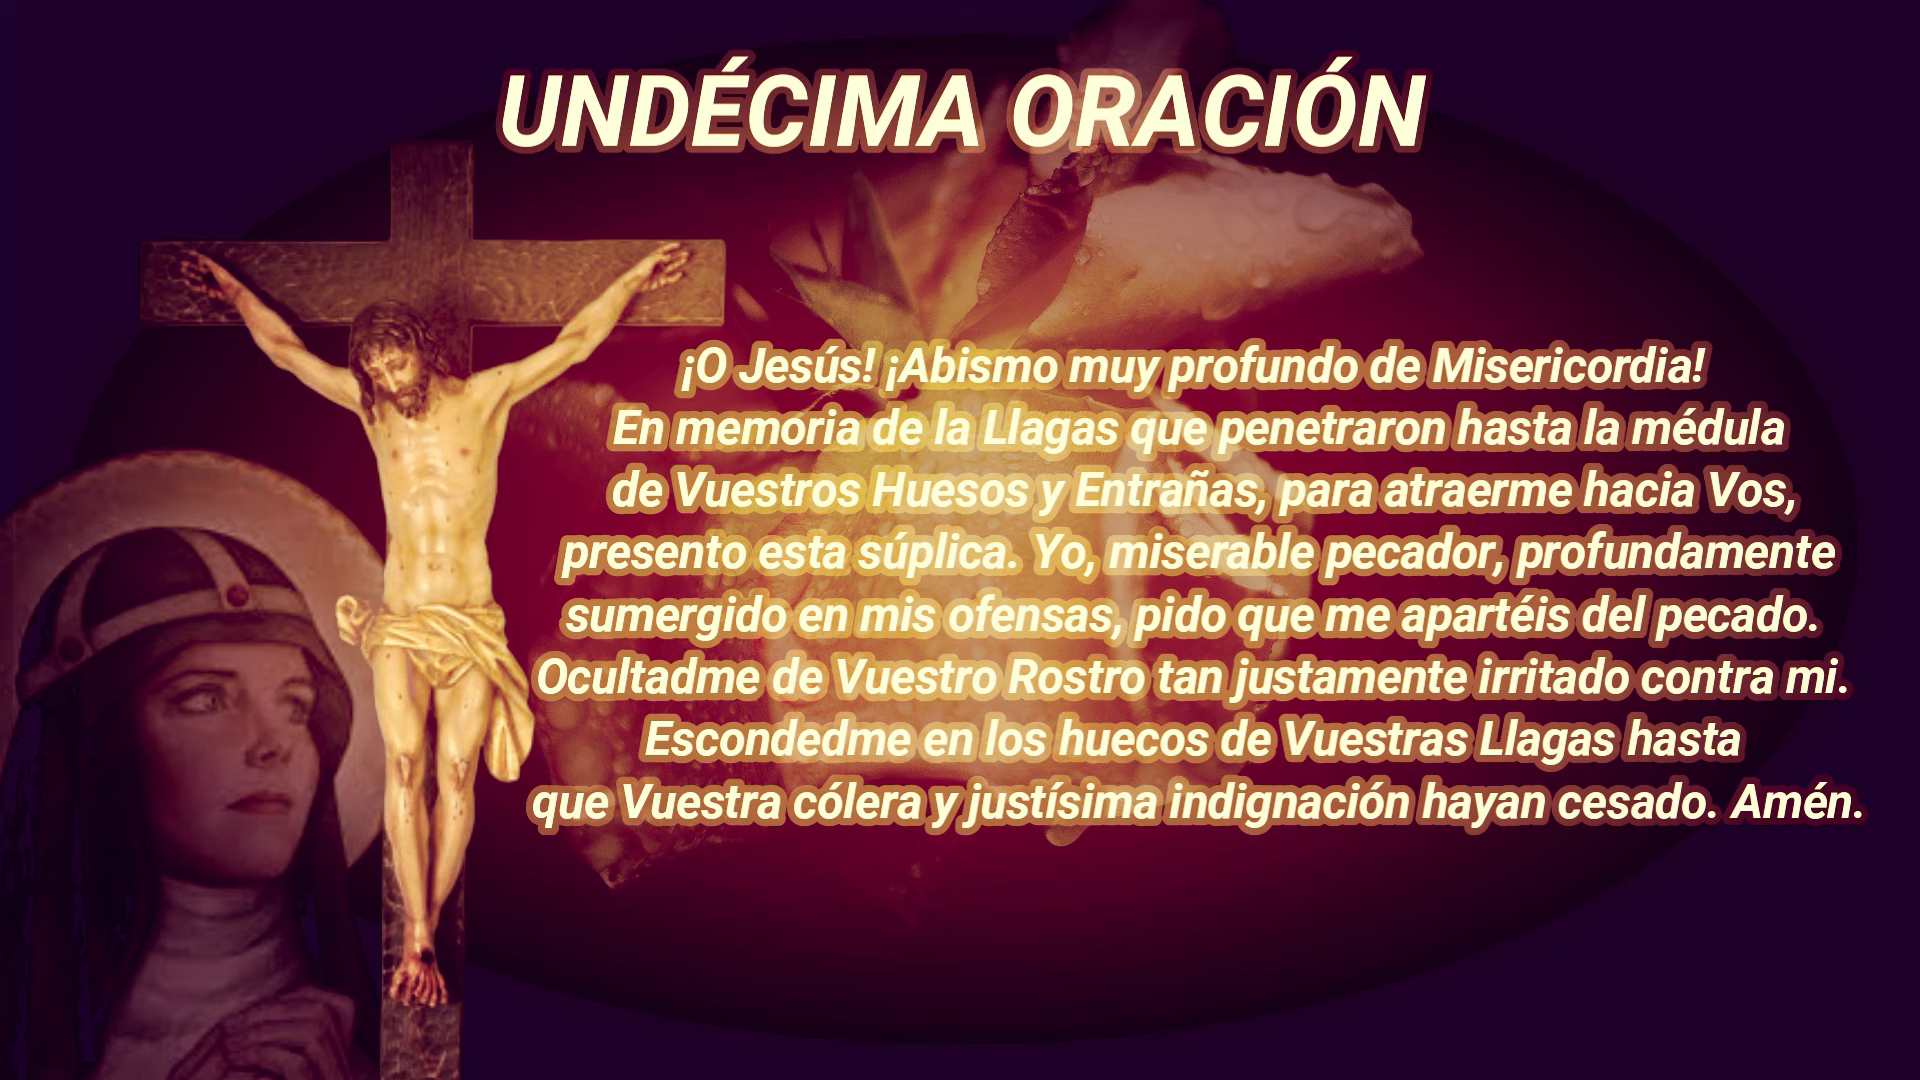 UNDÉCIMA ORACIÓN
¡O Jesús! ¡Abismo muy profundo de Misericordia!
En memoria de la Llagas que penetraron hasta la médula
de Vuestros Huesos y Entrañas, para atraerme hacia Vos,
presento esta súplica. Yo, miserable pecador, profundamente
sumergido en mis ofensas, pido que me apartéis del pecado.
Ocultadme de Vuestro Rostro tan justamente irritado contra mi.
Escondedme en los huecos de Vuestras Llagas hasta
que Vuestra cólera y justísima indignación hayan cesado. Amén.